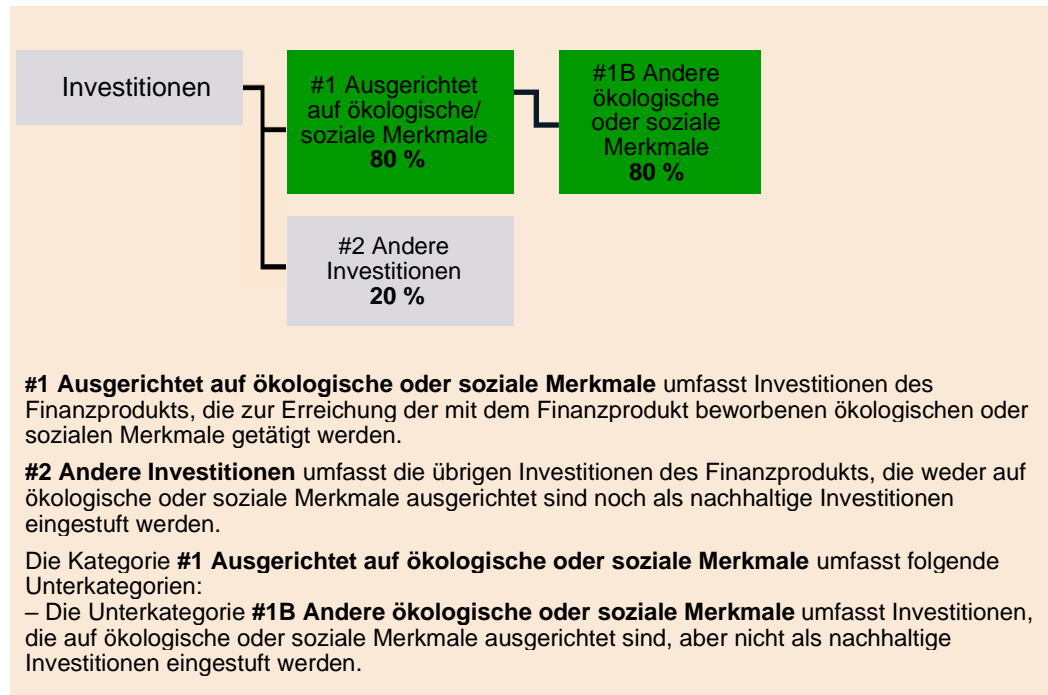 Investitionen
#1 Ausgerichtet
auf ökologische/
soziale Merkmale
80 %
#1B Andere
ökologische
oder soziale
Merkmale
80 %
#2 Andere
Investitionen
20 %
#1 Ausgerichtet auf ökologische oder soziale Merkmale umfasst Investitionen des
Finanzprodukts, die zur Erreichung der mit dem Finanzprodukt beworbenen ökologischen oder
sozialen Merkmale getätigt werden.
#2 Andere Investitionen umfasst die übrigen Investitionen des Finanzprodukts, die weder auf
ökologische oder soziale Merkmale ausgerichtet sind noch als nachhaltige Investitionen
eingestuft werden.
Die Kategorie #1 Ausgerichtet auf ökologische oder soziale Merkmale umfasst folgende
Unterkategorien:
– Die Unterkategorie #1B Andere ökologische oder soziale Merkmale umfasst Investitionen,
die auf ökologische oder soziale Merkmale ausgerichtet sind, aber nicht als nachhaltige
Investitionen eingestuft werden.